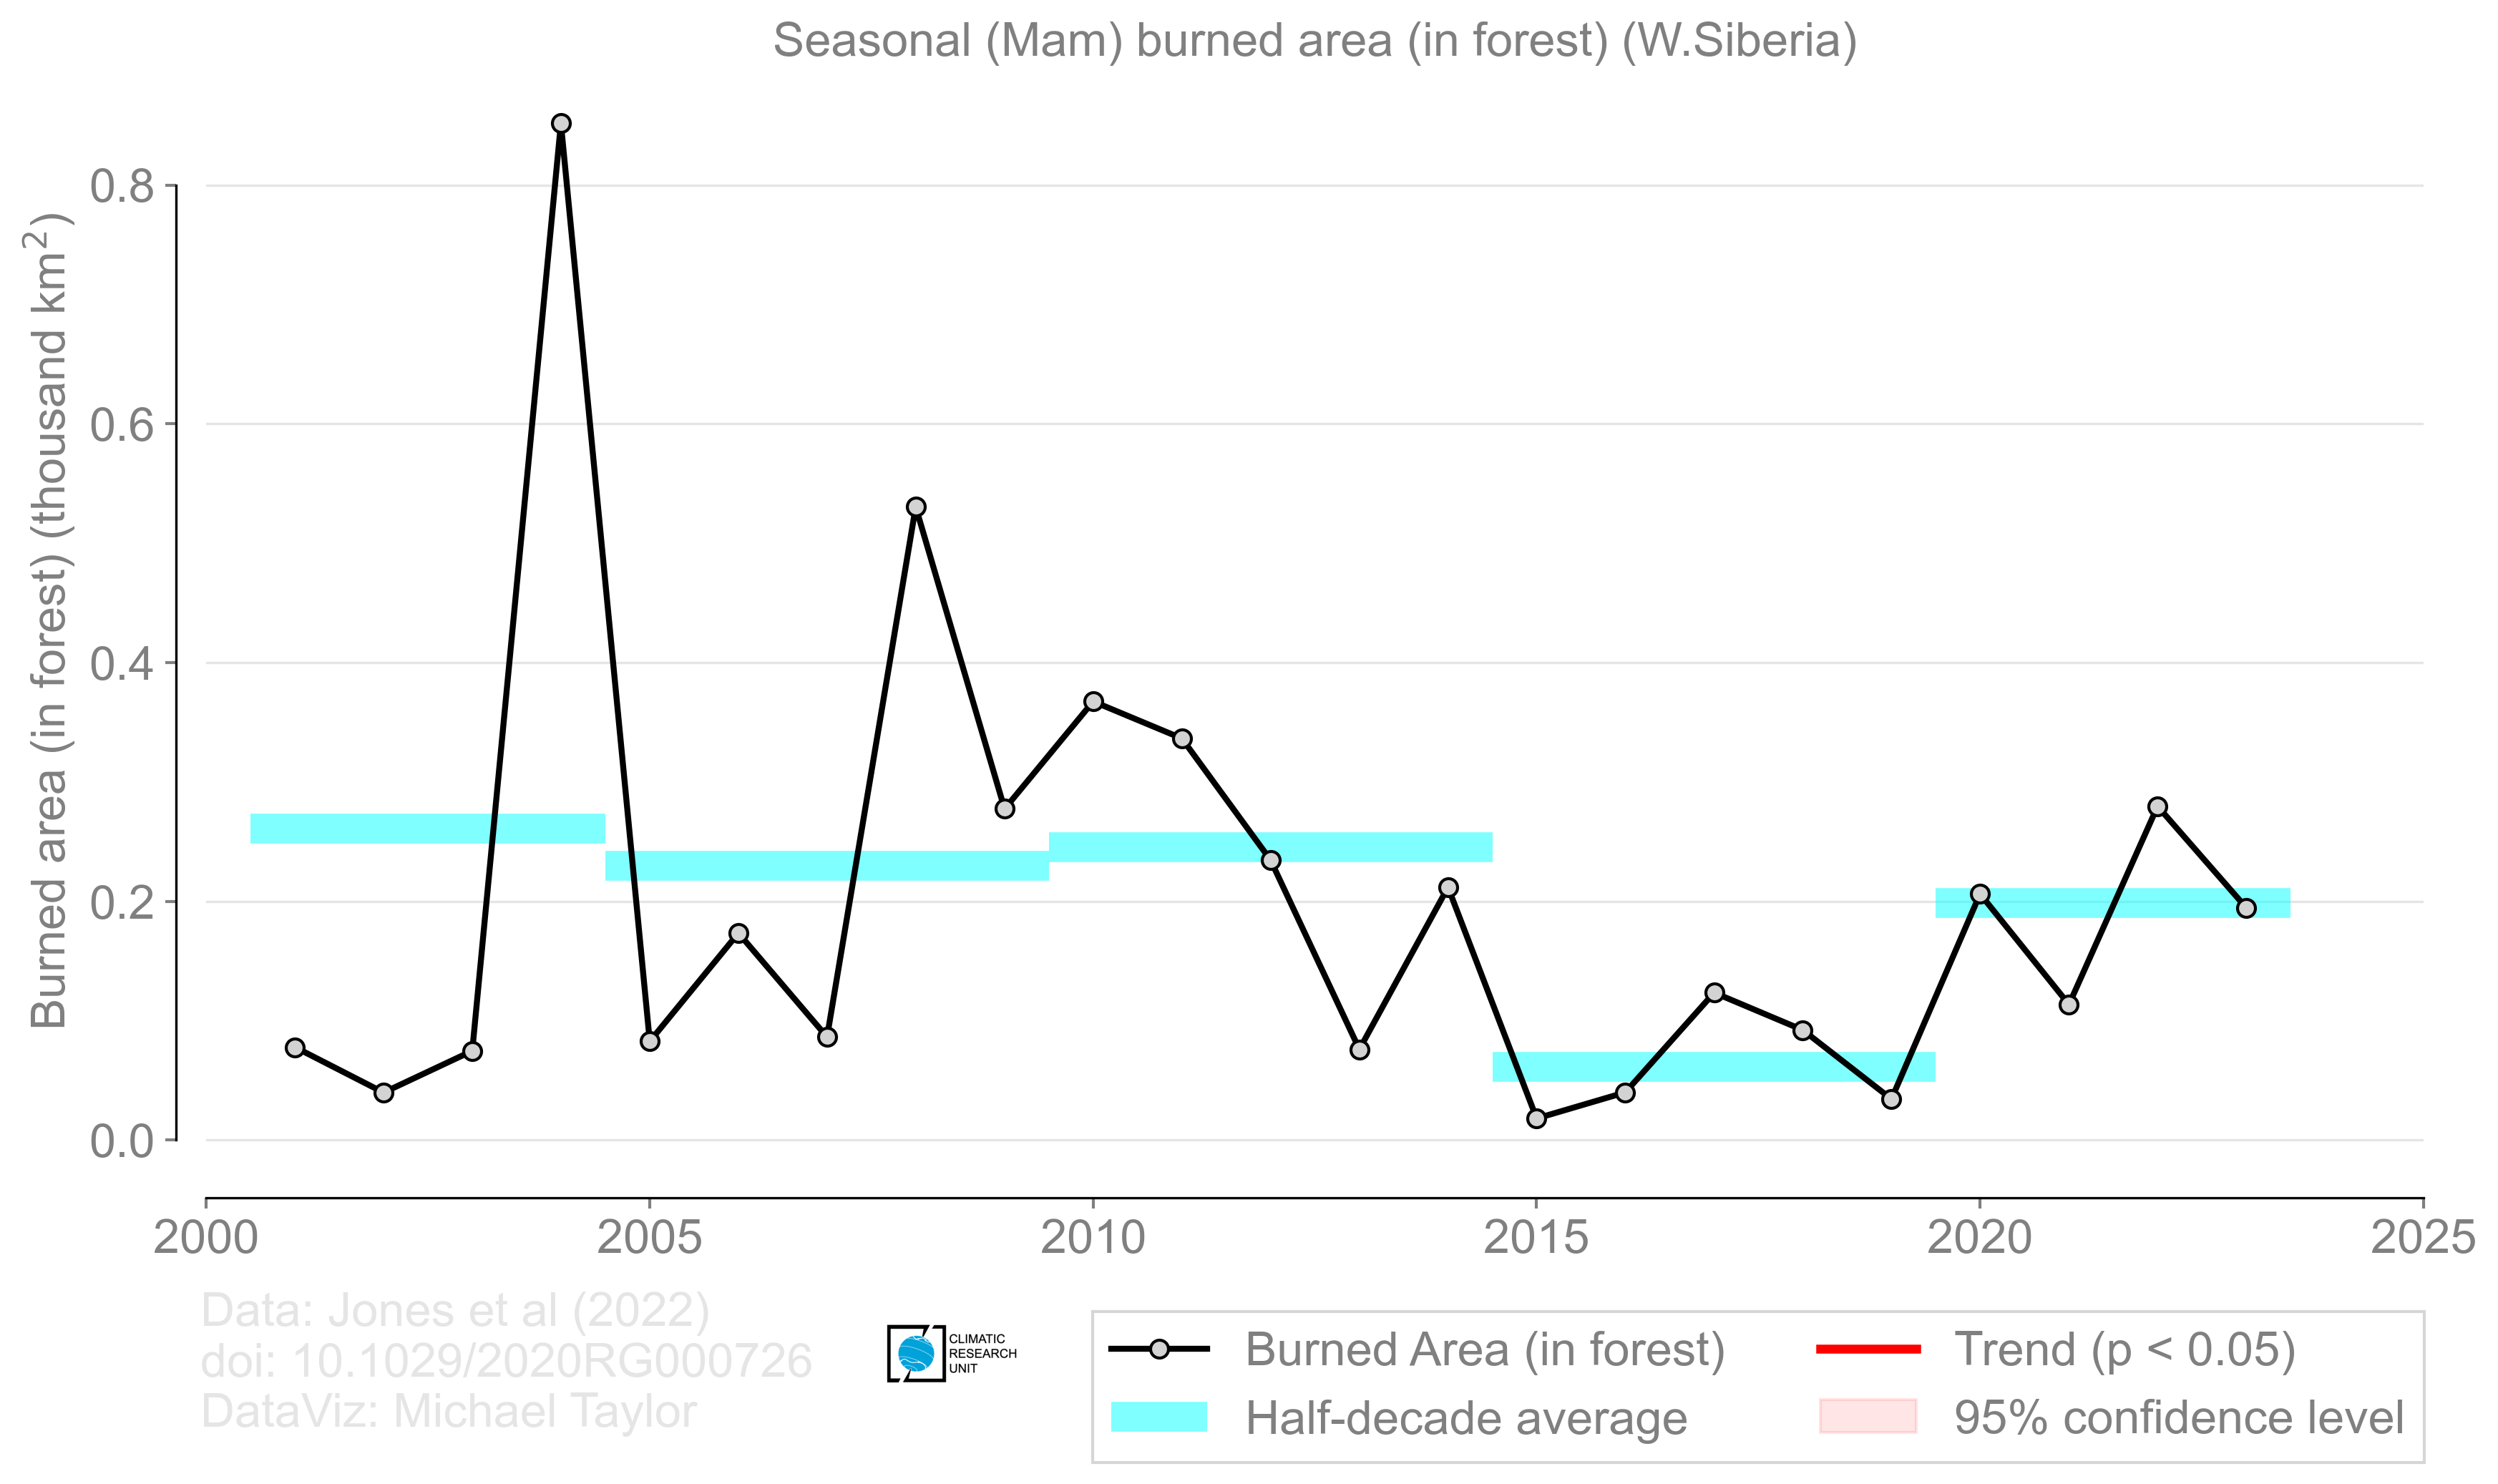 Seasonal (Mam) burned area (in forest) (W.Siberia)
Burned area (in forest) (thousand km²)
0.8
0.6
0.4
0.2
0.0
2000 2005 2010 2015 2020 2025
Data: Jones et al (2022)
doi: 10.1029/2020RG000726
DataViz: Michael Taylor
CLIMATIC
RESEARCH
UNIT
Burned Area (in forest)
Half-decade average
Trend (p < 0.05)
95% confidence level